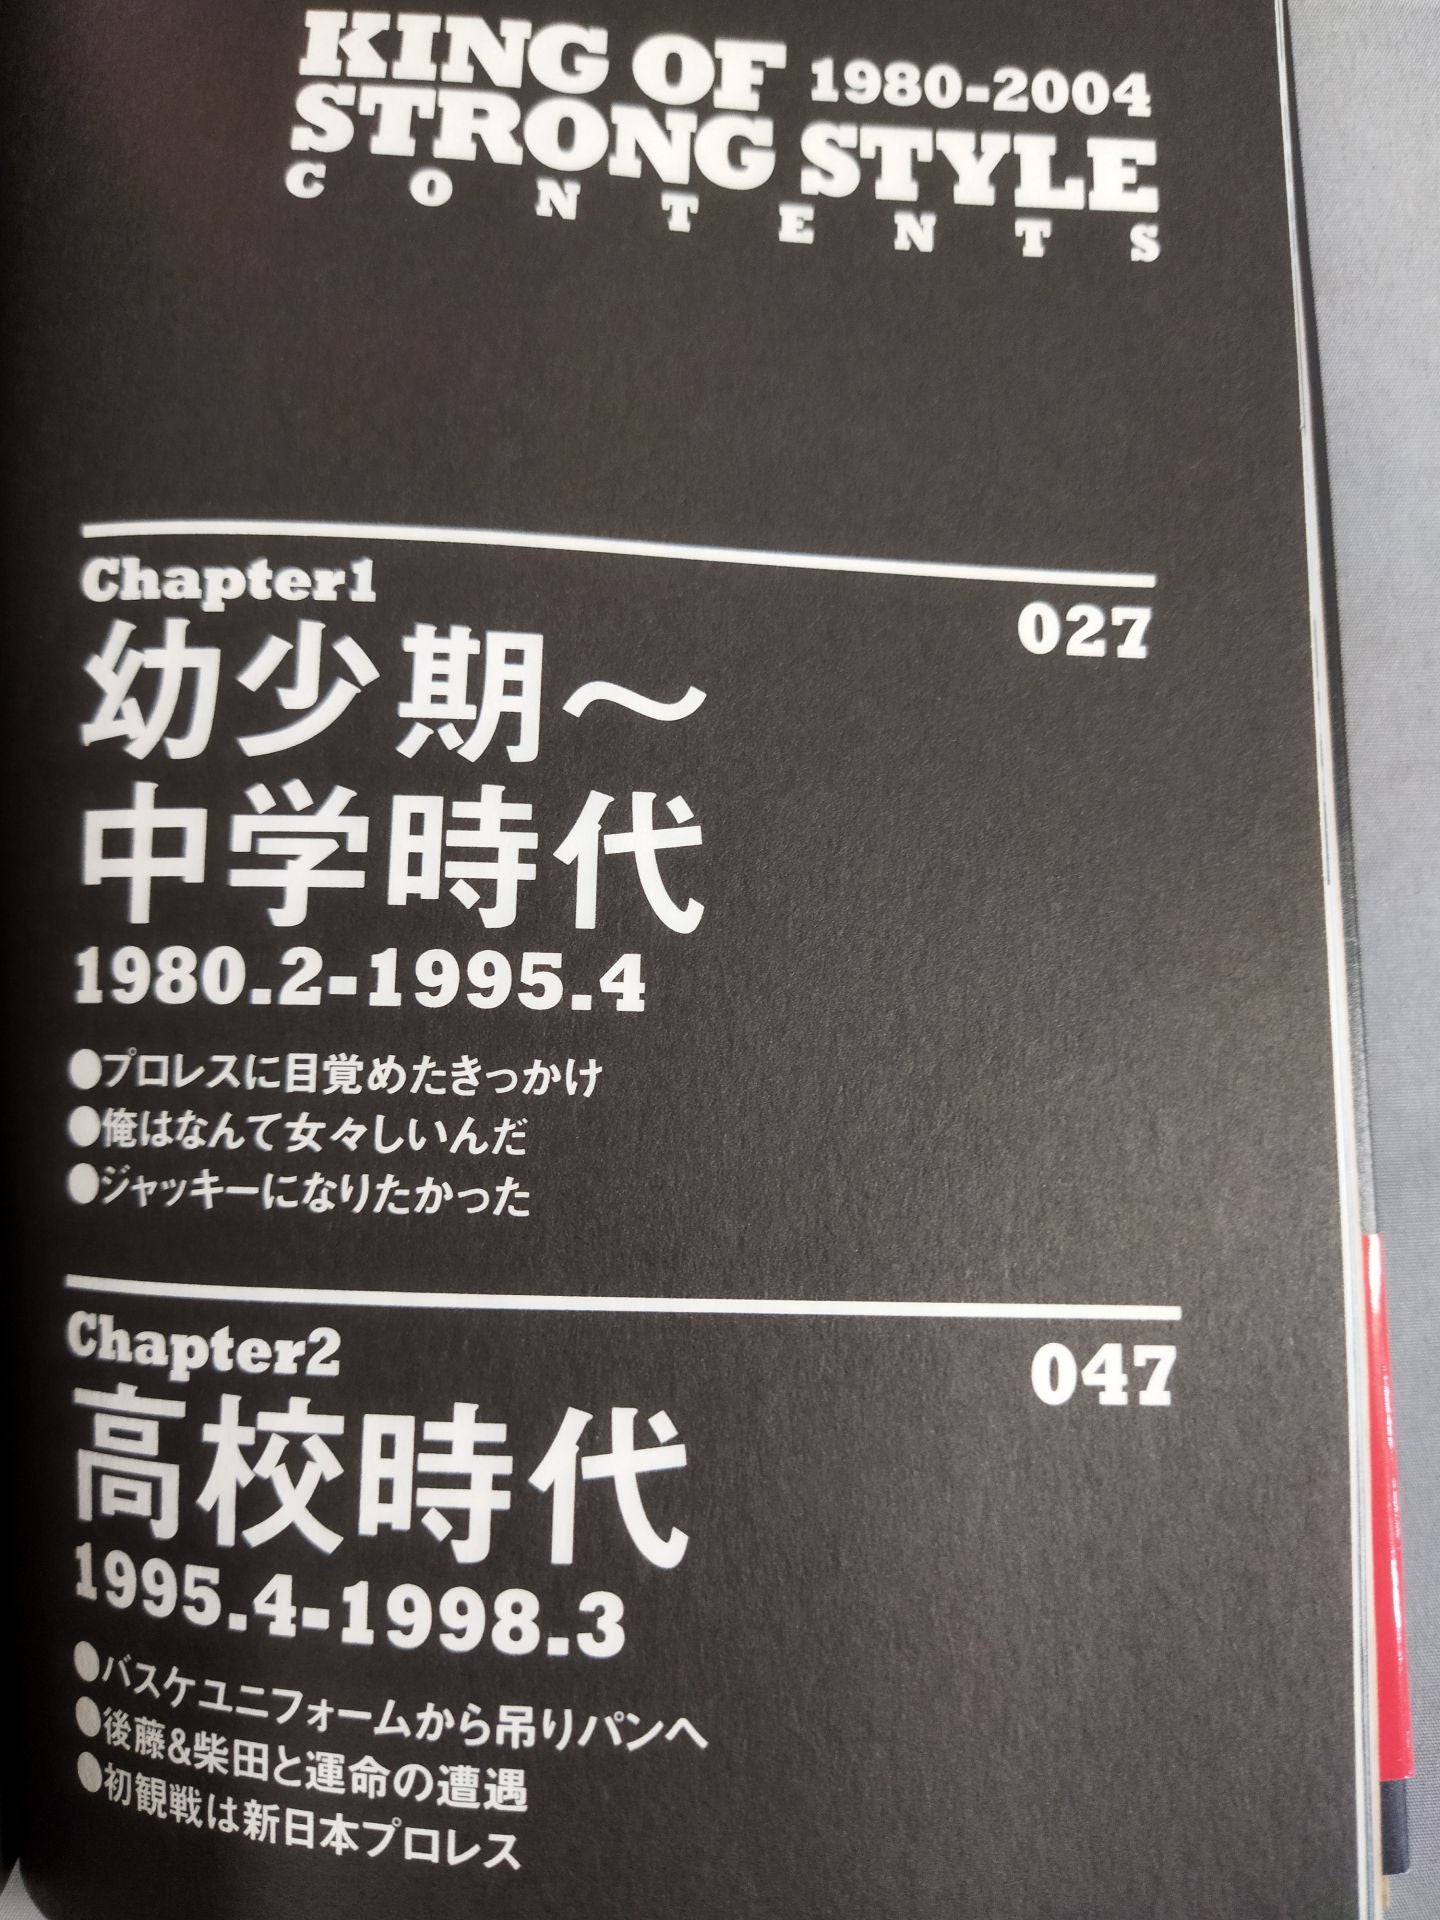 KING OF 1980-2004
STRONG STYLE
CONTENTS
Chapter1
027
幼少期～
中学時代
1980.2-1995.4
●プロレスに目覚めたきっかけ
●俺はなんて女々しいんだ
●ジャッキーになりたかった
Chapter2
047
高校時代
1995.4-1998.3
●バスケユニフォームから吊りパンへ
●後藤&柴田と運命の遭遇
●初観戦は新日本プロレス